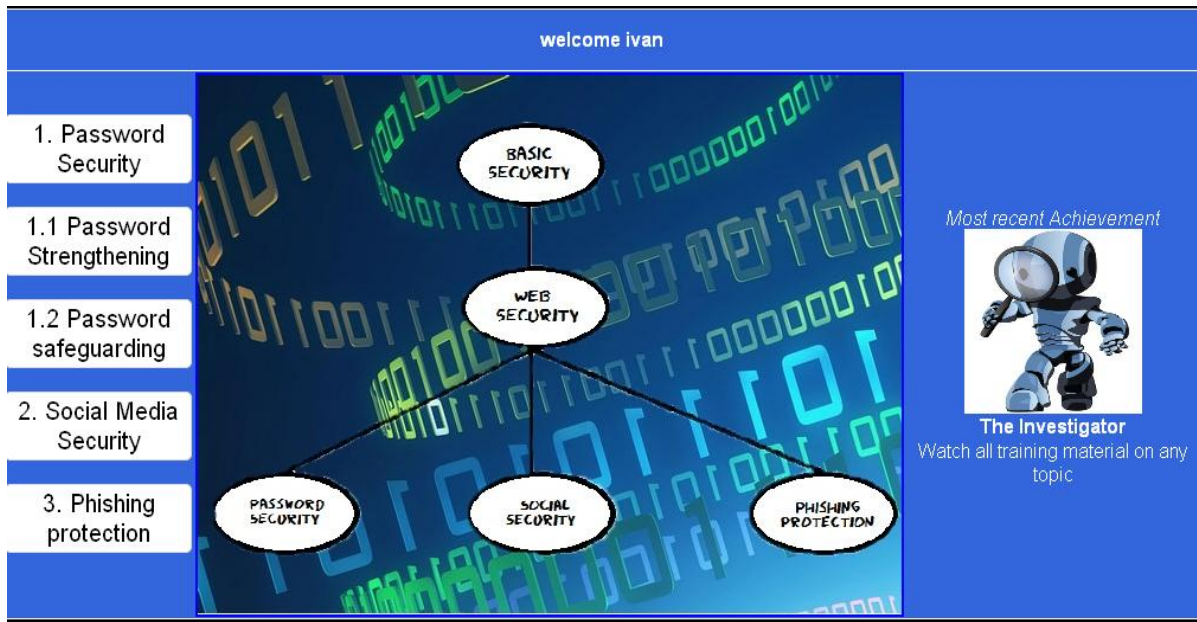 welcome ivan
1. Password
Security
1.1 Password
Strengthening
1.2 Password
safeguarding
2. Social Media
Security
3. Phishing
protection
BASIC
SECURITY
WEB
SECURITY
PASSWORD
SECURITY
SOCIAL
SECURITY
PHISHING
PROTECTION
Most recent Achievement
The Investigator
Watch all training material on any
topic